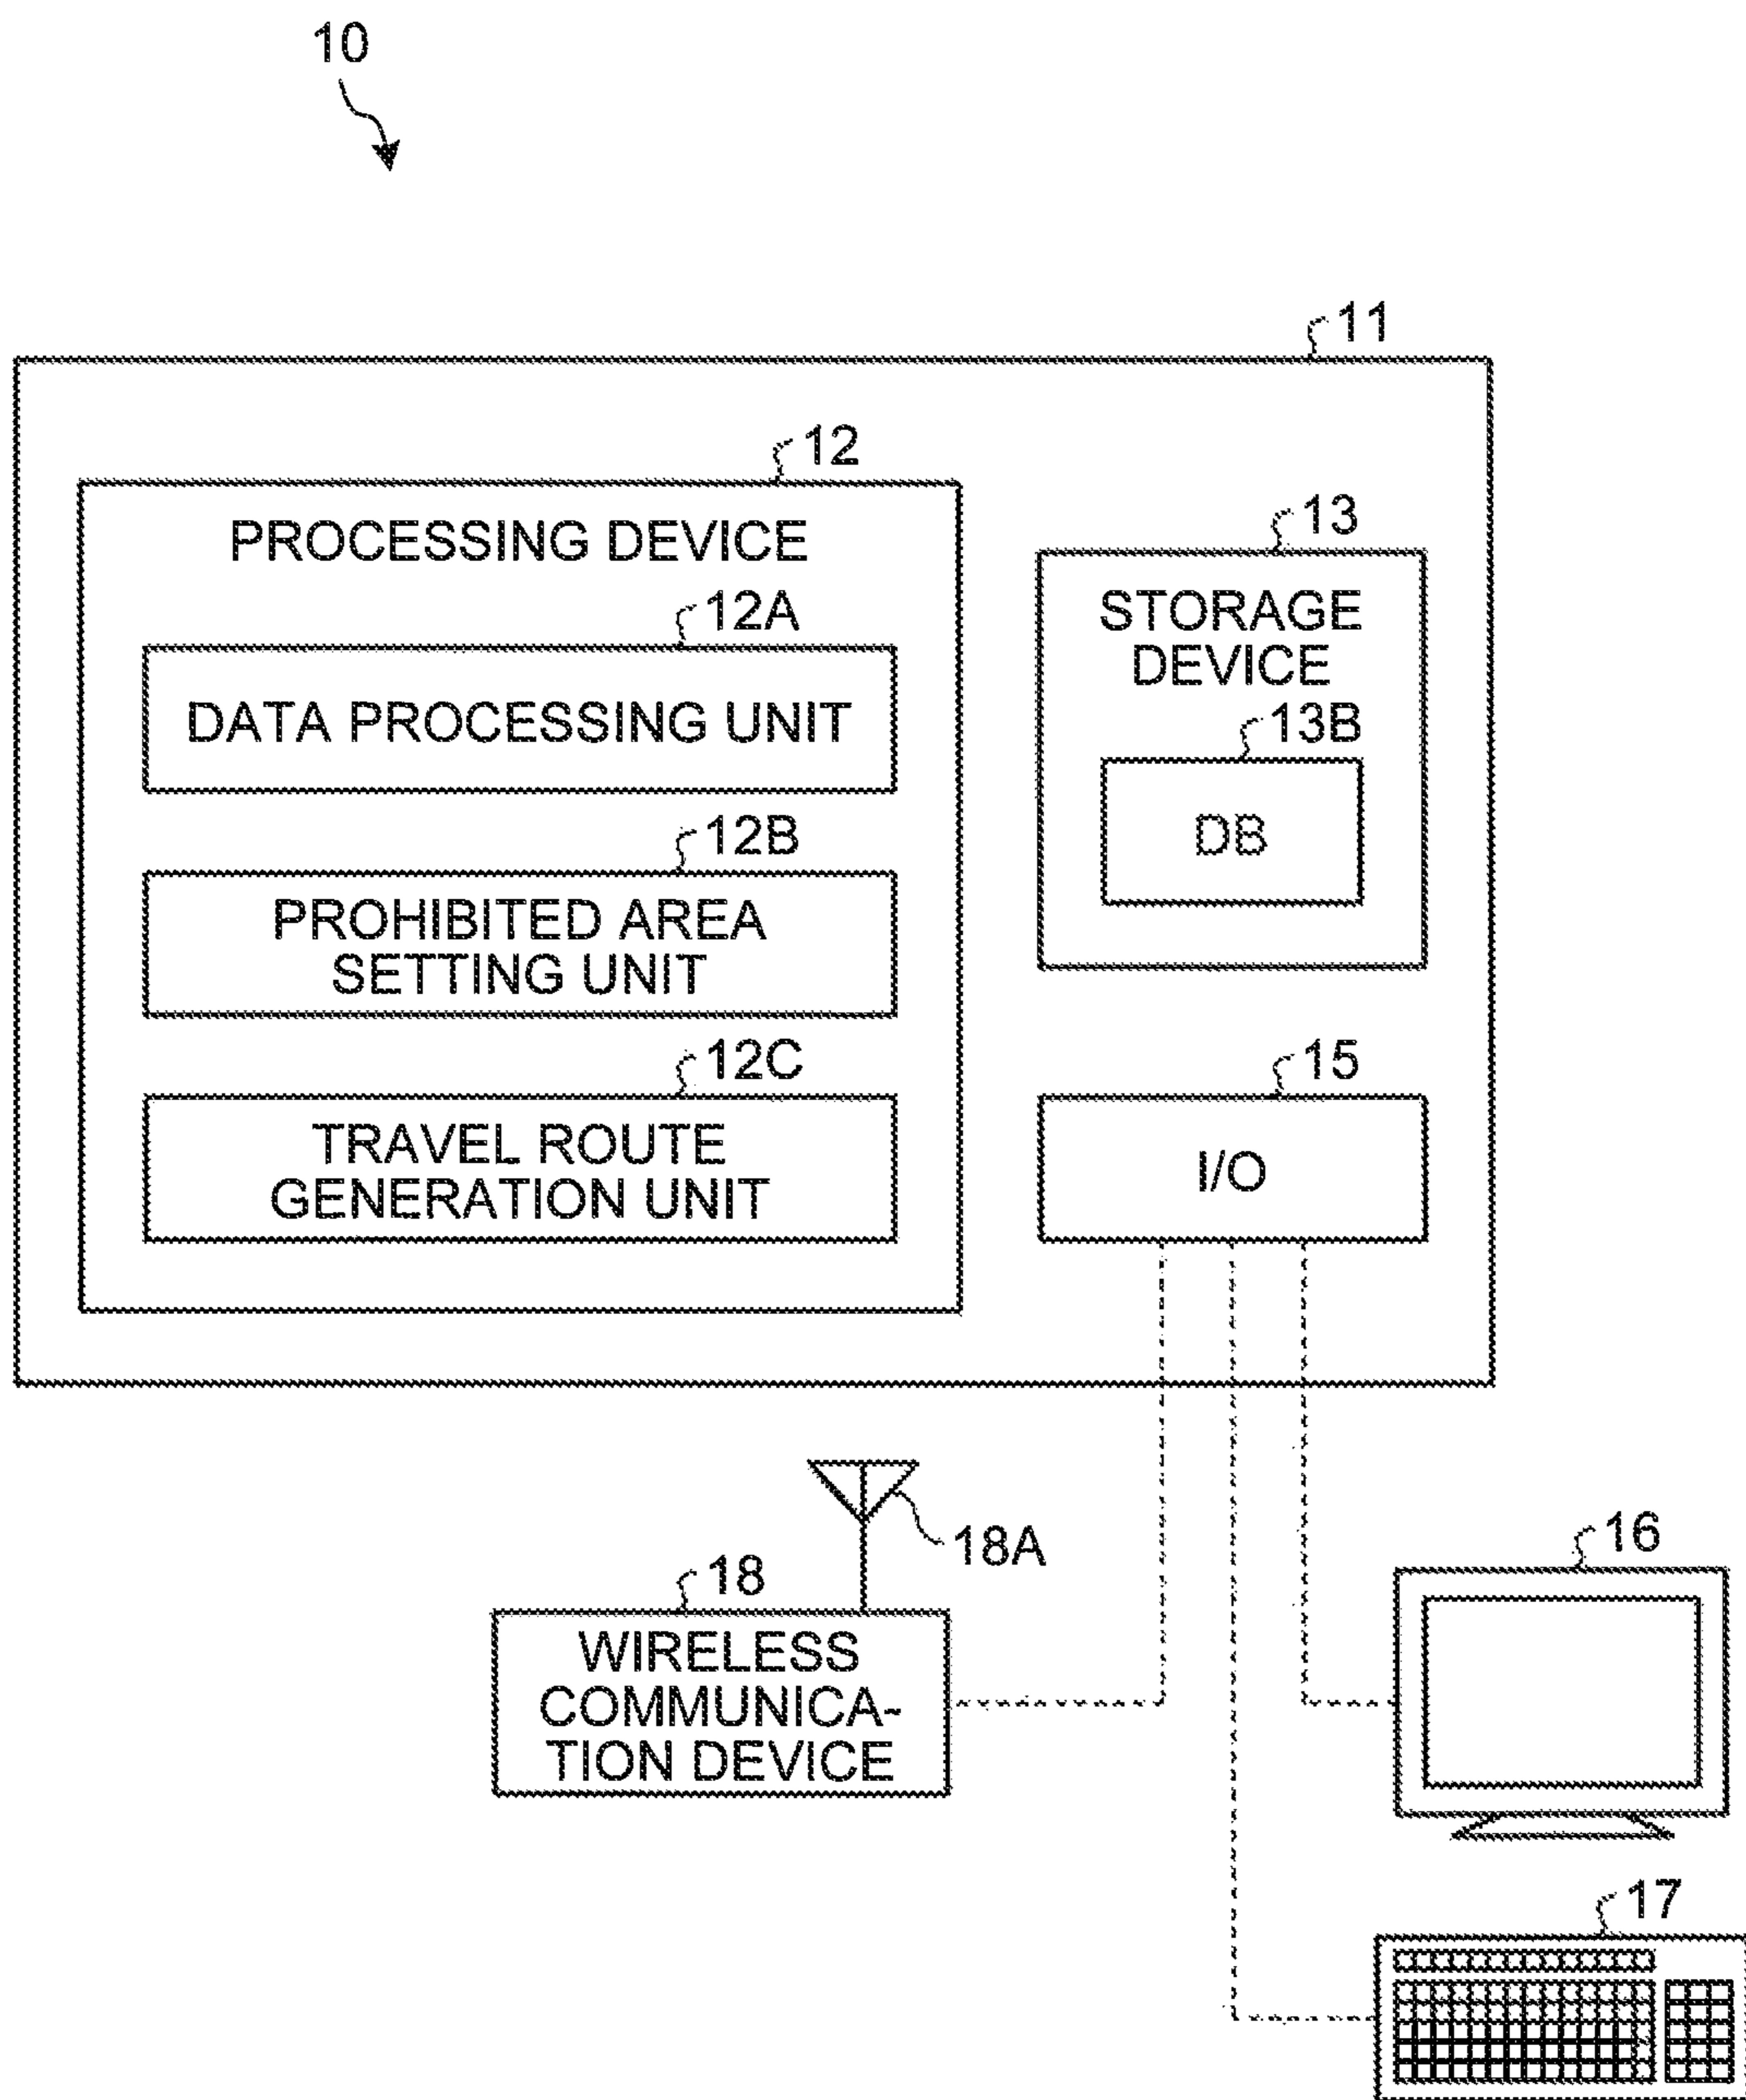 10
11
12
PROCESSING DEVICE
12A
DATA PROCESSING UNIT
12B
PROHIBITED AREA
SETTING UNIT
12C
TRAVEL ROUTE
GENERATION UNIT
13
STORAGE
DEVICE
13B
DB
15
I/O
18A
18
WIRELESS
COMMUNICA-
TION DEVICE
16
17